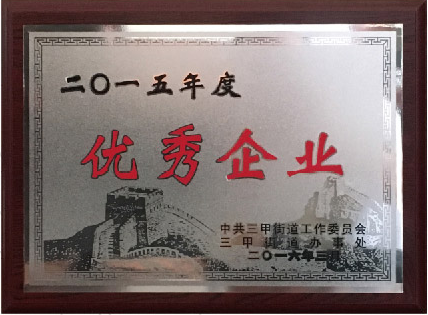 二〇一五年度
优秀企业
中共三甲街道工作委员会
三甲街道办事处
二〇一六年三